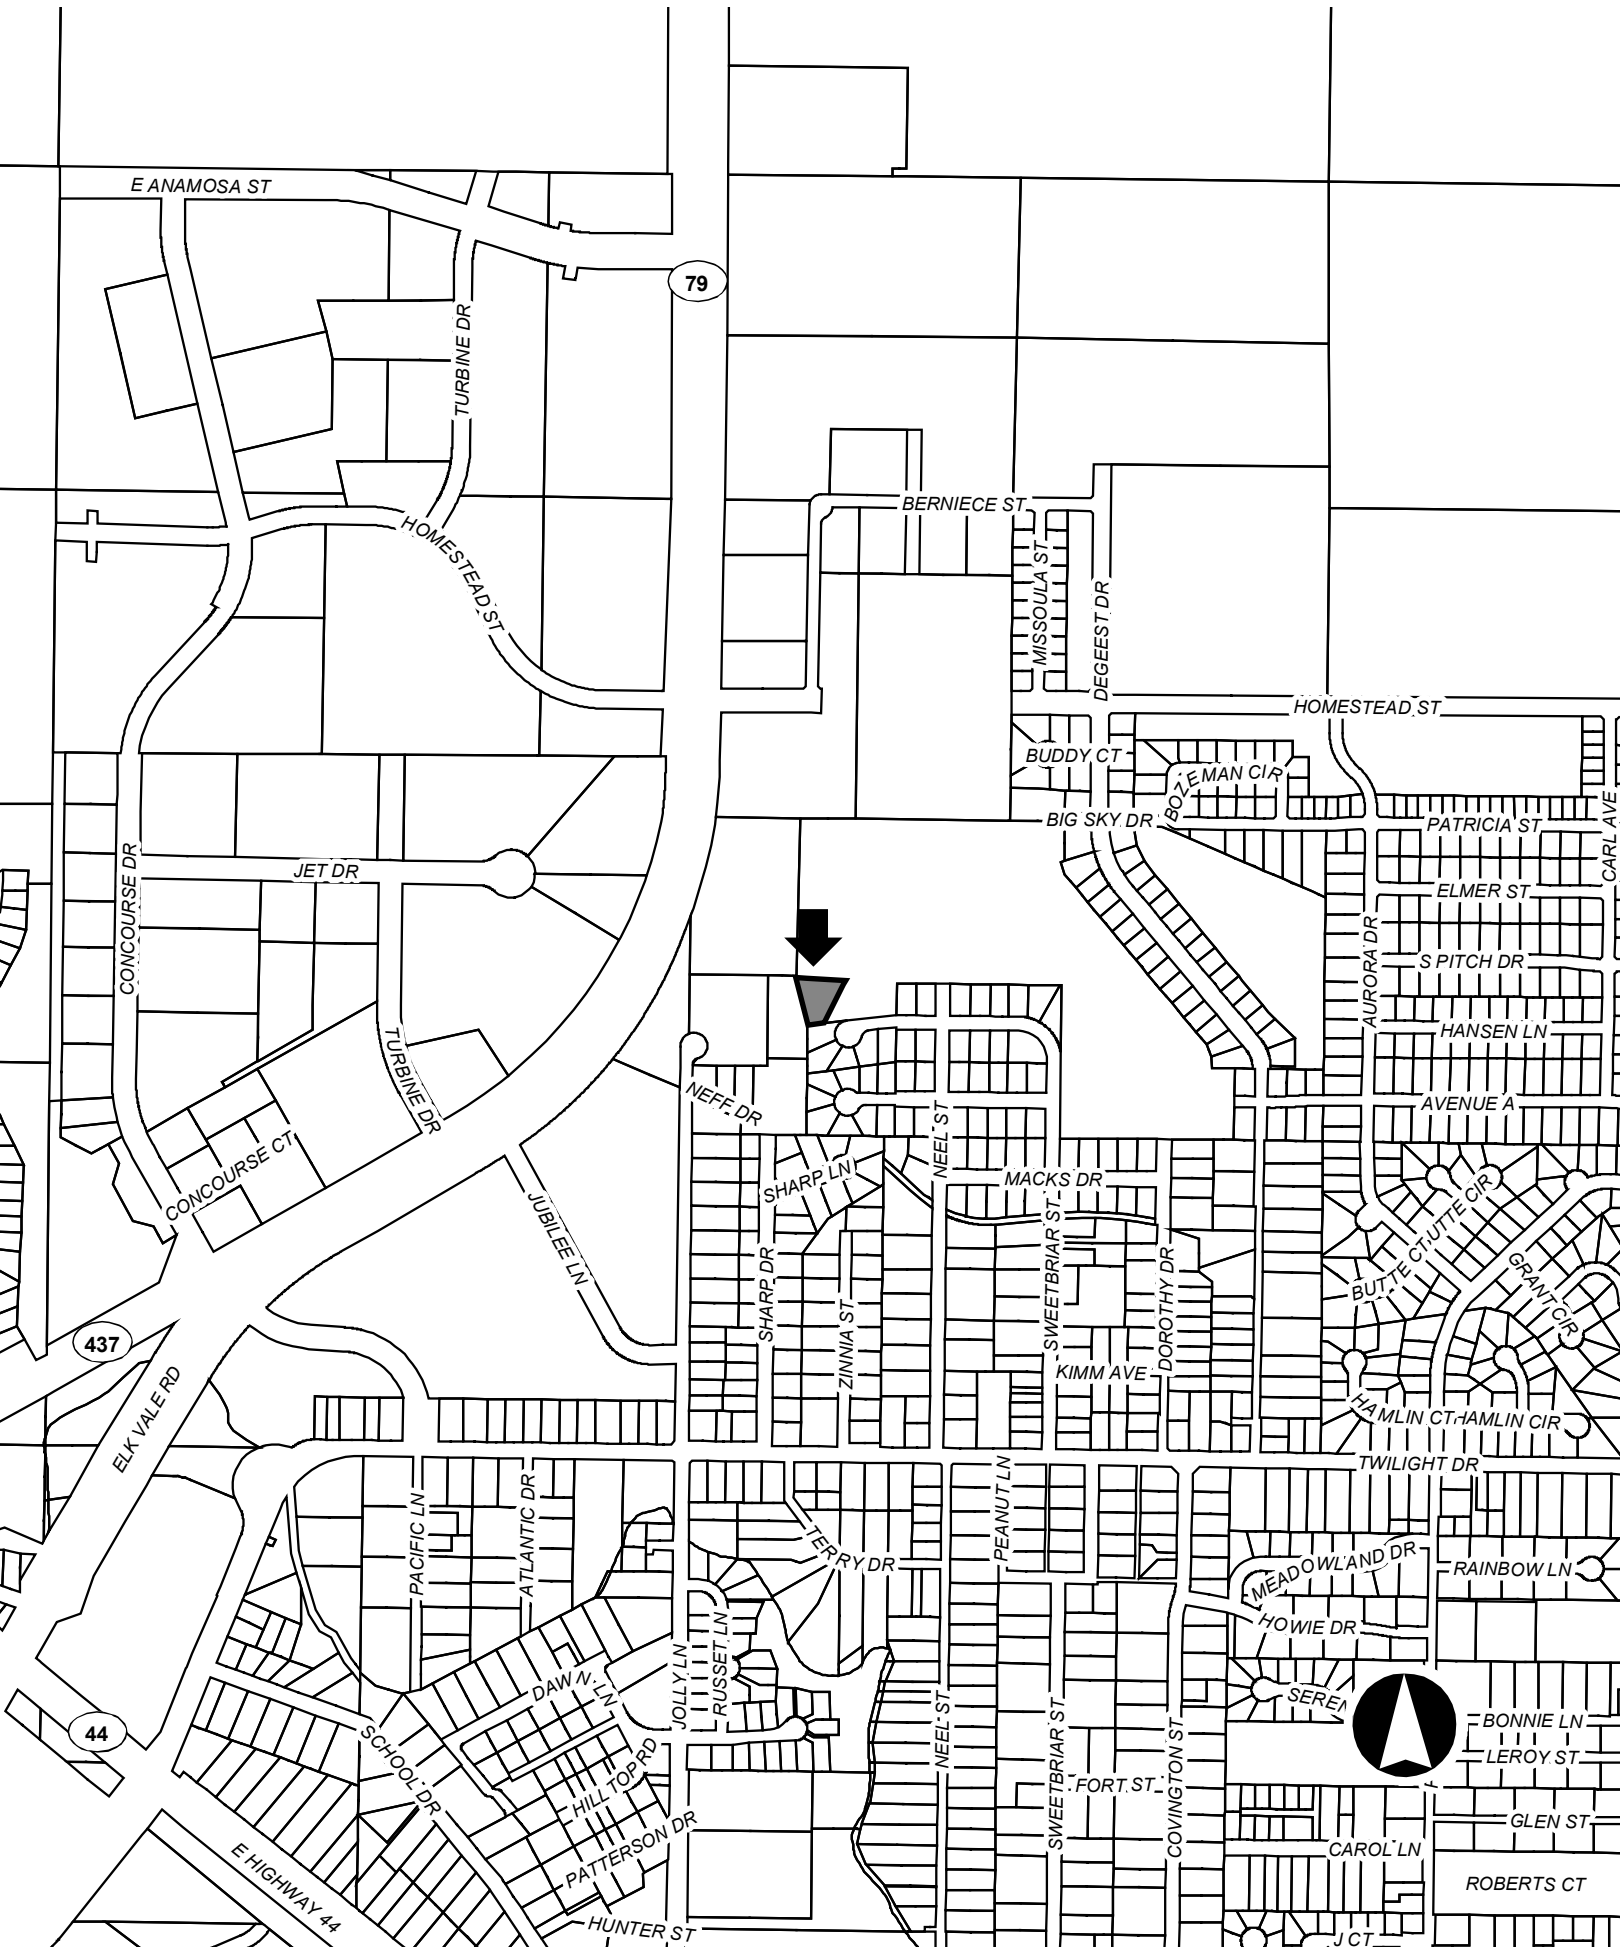 E ANAMOSA ST
79
TURBINE DR
BERNIECE ST
HOMESTEAD ST
MISSOULA ST
DEGEEST DR
HOMESTEAD ST
BUDDY CT
BOZEMAN CIR
BIG SKY DR
PATRICIA ST
CARL AVE
CONCOURSE DR
JET DR
ELMER ST
AURORA DR
S PITCH DR
HANSEN LN
TURBINE DR
NEFF DR
AVENUE A
NEEL ST
CONCOURSE CT
SHARP LN
MACKS DR
JUBILEE LN
SHARP DR
ZINNIA ST
SWEETBRIAR ST
DOROTHY DR
BUTTE CT
UTTE CIR
GRANT CIR
437
ELK VALE RD
KIMM AVE
HAMLIN CT
HAMLIN CIR
TWILIGHT DR
PACIFIC LN
ATLANTIC DR
PEANUT LN
TERRY DR
MEADOWLAND DR
RAINBOW LN
HOWIE DR
DAWN LN
JOLLY LN
RUSSET LN
SEREN
44
SCHOOL DR
NEEL ST
SWEETBRIAR ST
COVINGTON ST
BONNIE LN
LEROY ST
HILL TOP RD
FORT ST
PATTERSON DR
GLEN ST
E HIGHWAY 44
CAROL LN
ROBERTS CT
HUNTER ST
J CT